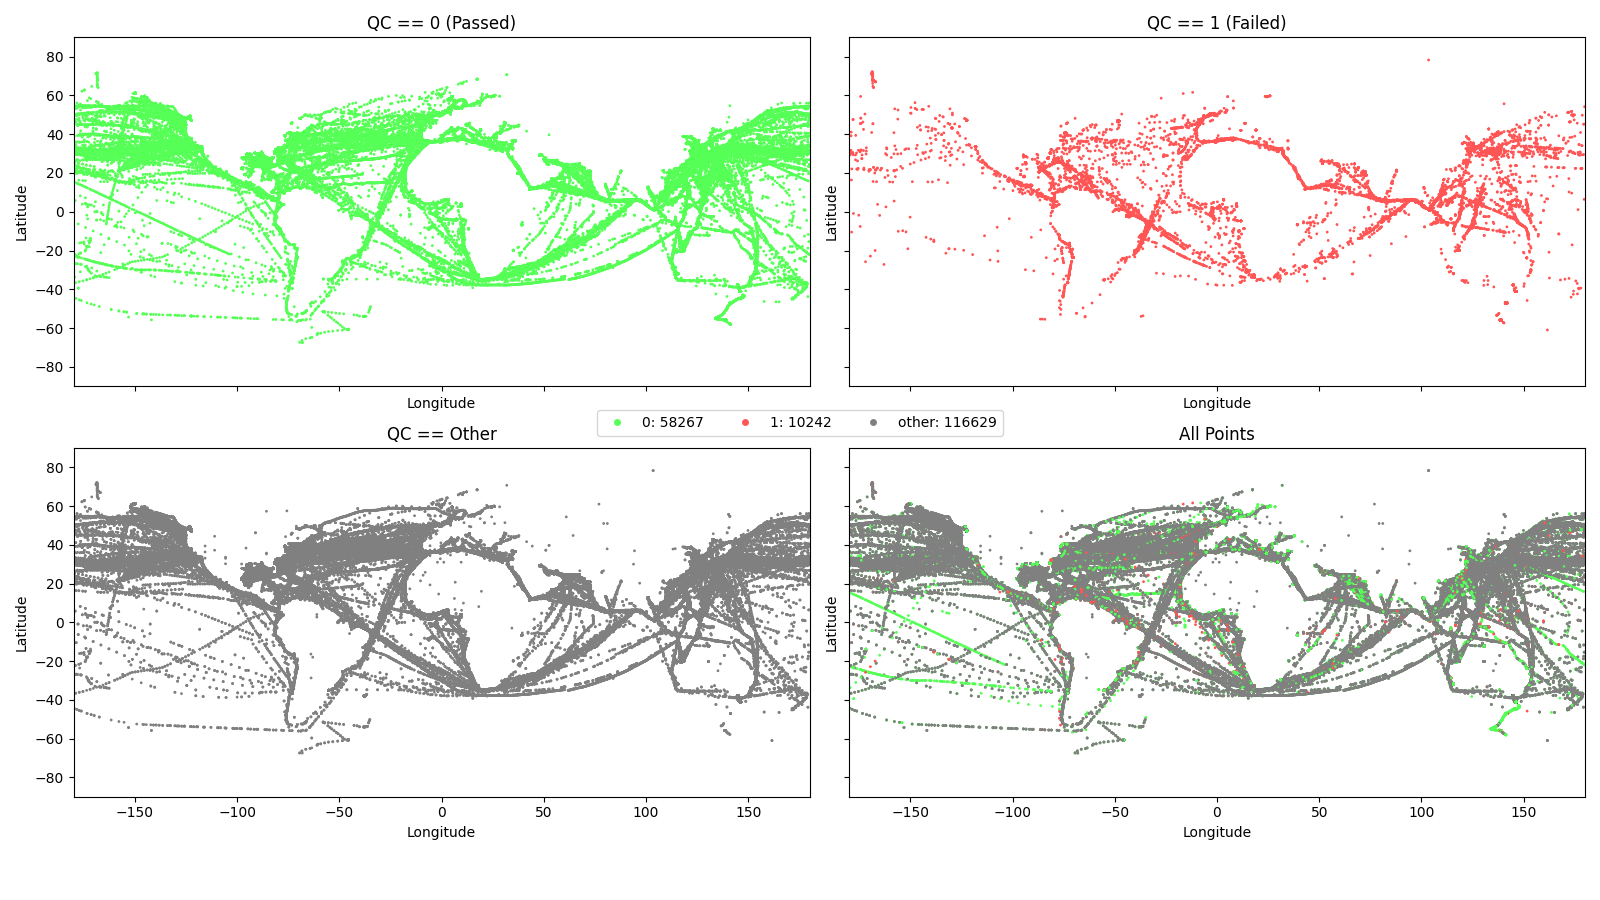 QC == 0 (Passed)
QC == 1 (Failed)
80
60
40
20
0
−20
−40
−60
−80
Latitude
Latitude
Longitude
Longitude
0: 58267
1: 10242
other: 116629
QC == Other
All Points
80
60
40
20
0
−20
−40
−60
−80
Latitude
Latitude
−150 −100 −50 0 50 100 150
−150 −100 −50 0 50 100 150
Longitude
Longitude